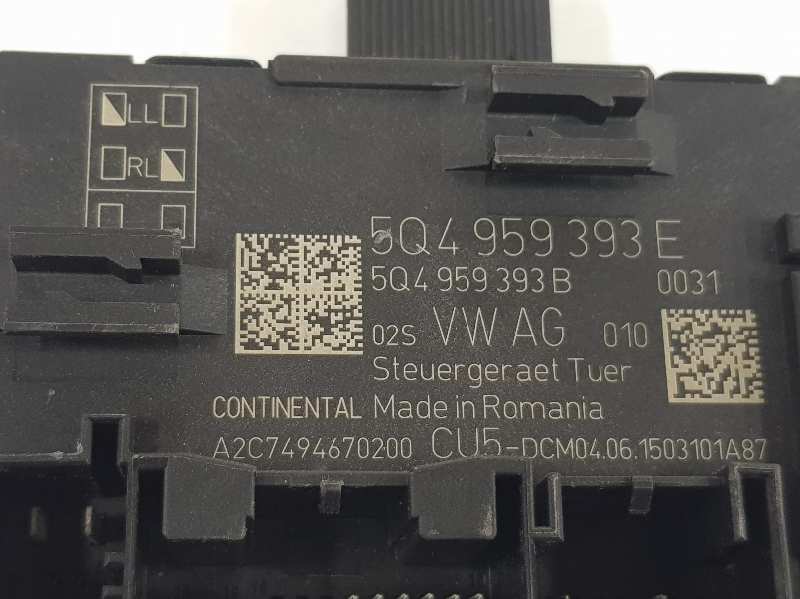 LL
RL
5Q4 959 393 E
5Q4 959 393 B 0031
02S VW AG 010
Steuergeraet Tuer
CONTINENTAL Made in Romania
A2C7494670200 CU5-DCM04.06.1503101A87